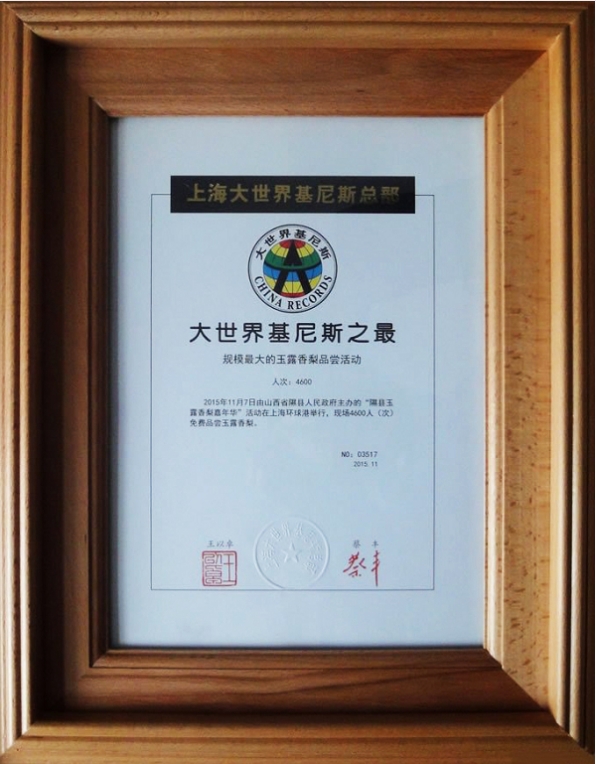 上海大世界基尼斯总部
大世界基尼斯
CHINA RECORDS
大世界基尼斯之最
规模最大的玉露香梨品尝活动
人次：4600
2015年11月7日由山西省隰县人民政府主办的“隰县玉
露香梨嘉年华”活动在上海环球港举行，现场4600人（次）
免费品尝玉露香梨。
NO：03517
2015.11
蔡 丰
蔡丰